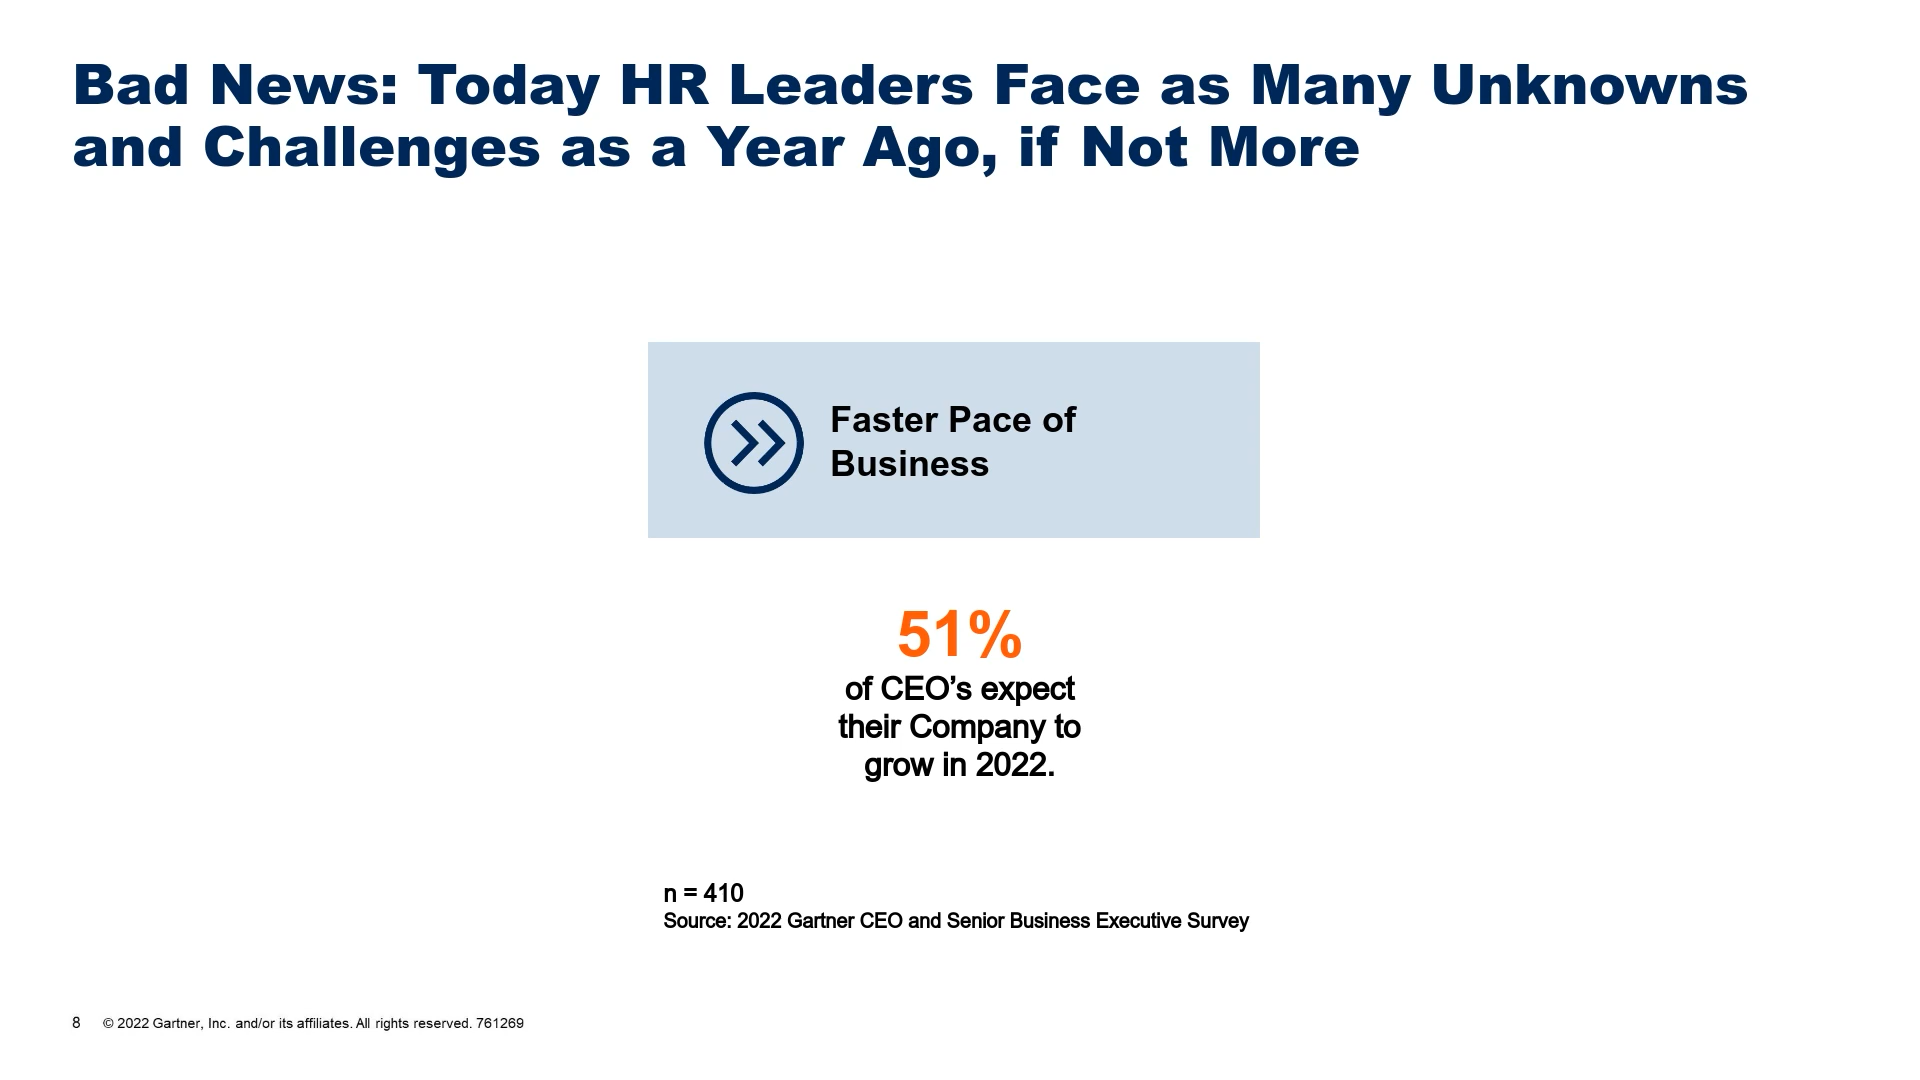 Bad News: Today HR Leaders Face as Many Unknowns
and Challenges as a Year Ago, if Not More
Faster Pace of
Business
51%
of CEO’s expect
their Company to
grow in 2022.
n = 410
Source: 2022 Gartner CEO and Senior Business Executive Survey
8 © 2022 Gartner, Inc. and/or its affiliates. All rights reserved. 761269